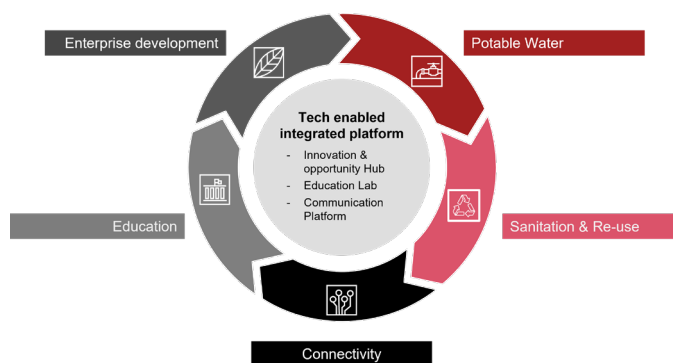 Enterprise development
Potable Water
Tech enabled
integrated platform
- Innovation &
opportunity Hub
- Education Lab
- Communication
Platform
Education
Sanitation & Re-use
Connectivity